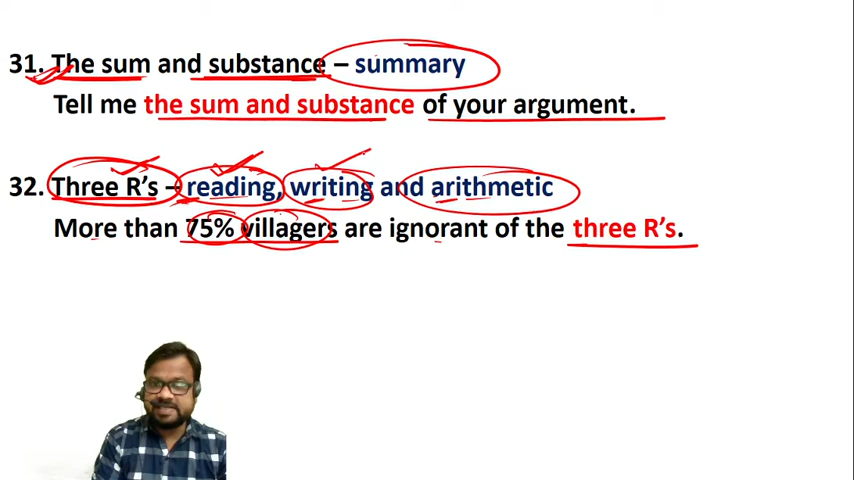 31. The sum and substance – summary
Tell me the sum and substance of your argument.
32. Three R's – reading, writing and arithmetic
More than 75% villagers are ignorant of the three R's.